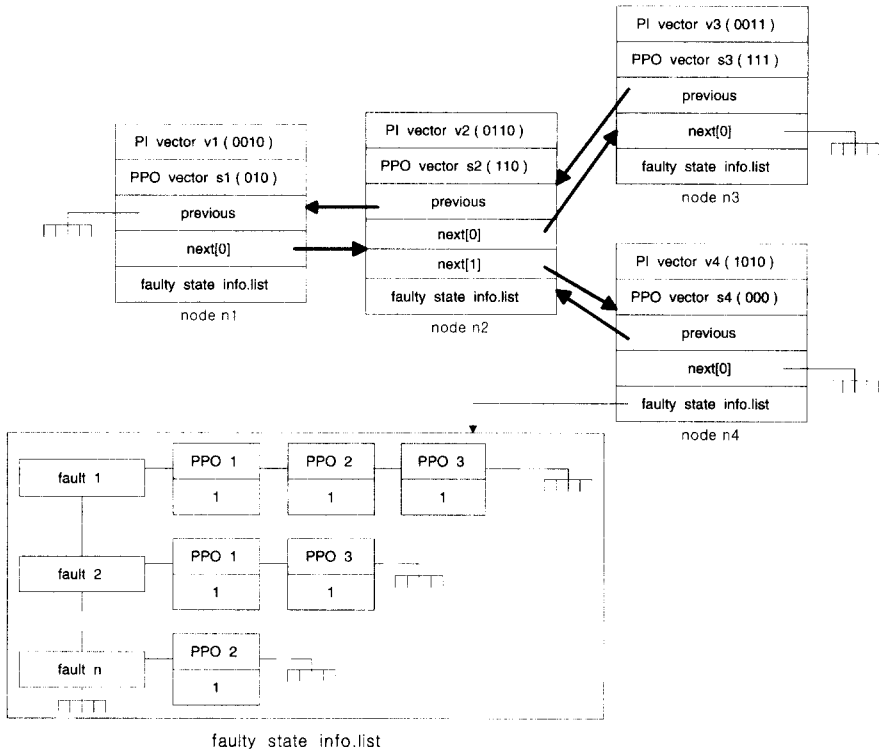 PI vector v1 ( 0010 )
PPO vector s1 ( 010 )
previous
next[0]
faulty state info.list
node n1
PI vector v2 ( 0110 )
PPO vector s2 ( 110 )
previous
next[0]
next[1]
faulty state info.list
node n2
PI vector v3 ( 0011 )
PPO vector s3 ( 111 )
previous
next[0]
faulty state info.list
node n3
PI vector v4 ( 1010 )
PPO vector s4 ( 000 )
previous
next[0]
faulty state info.list
node n4
fault 1
PPO 1
1
PPO 2
1
PPO 3
1
fault 2
PPO 1
1
PPO 3
1
fault n
PPO 2
1
faulty state info.list